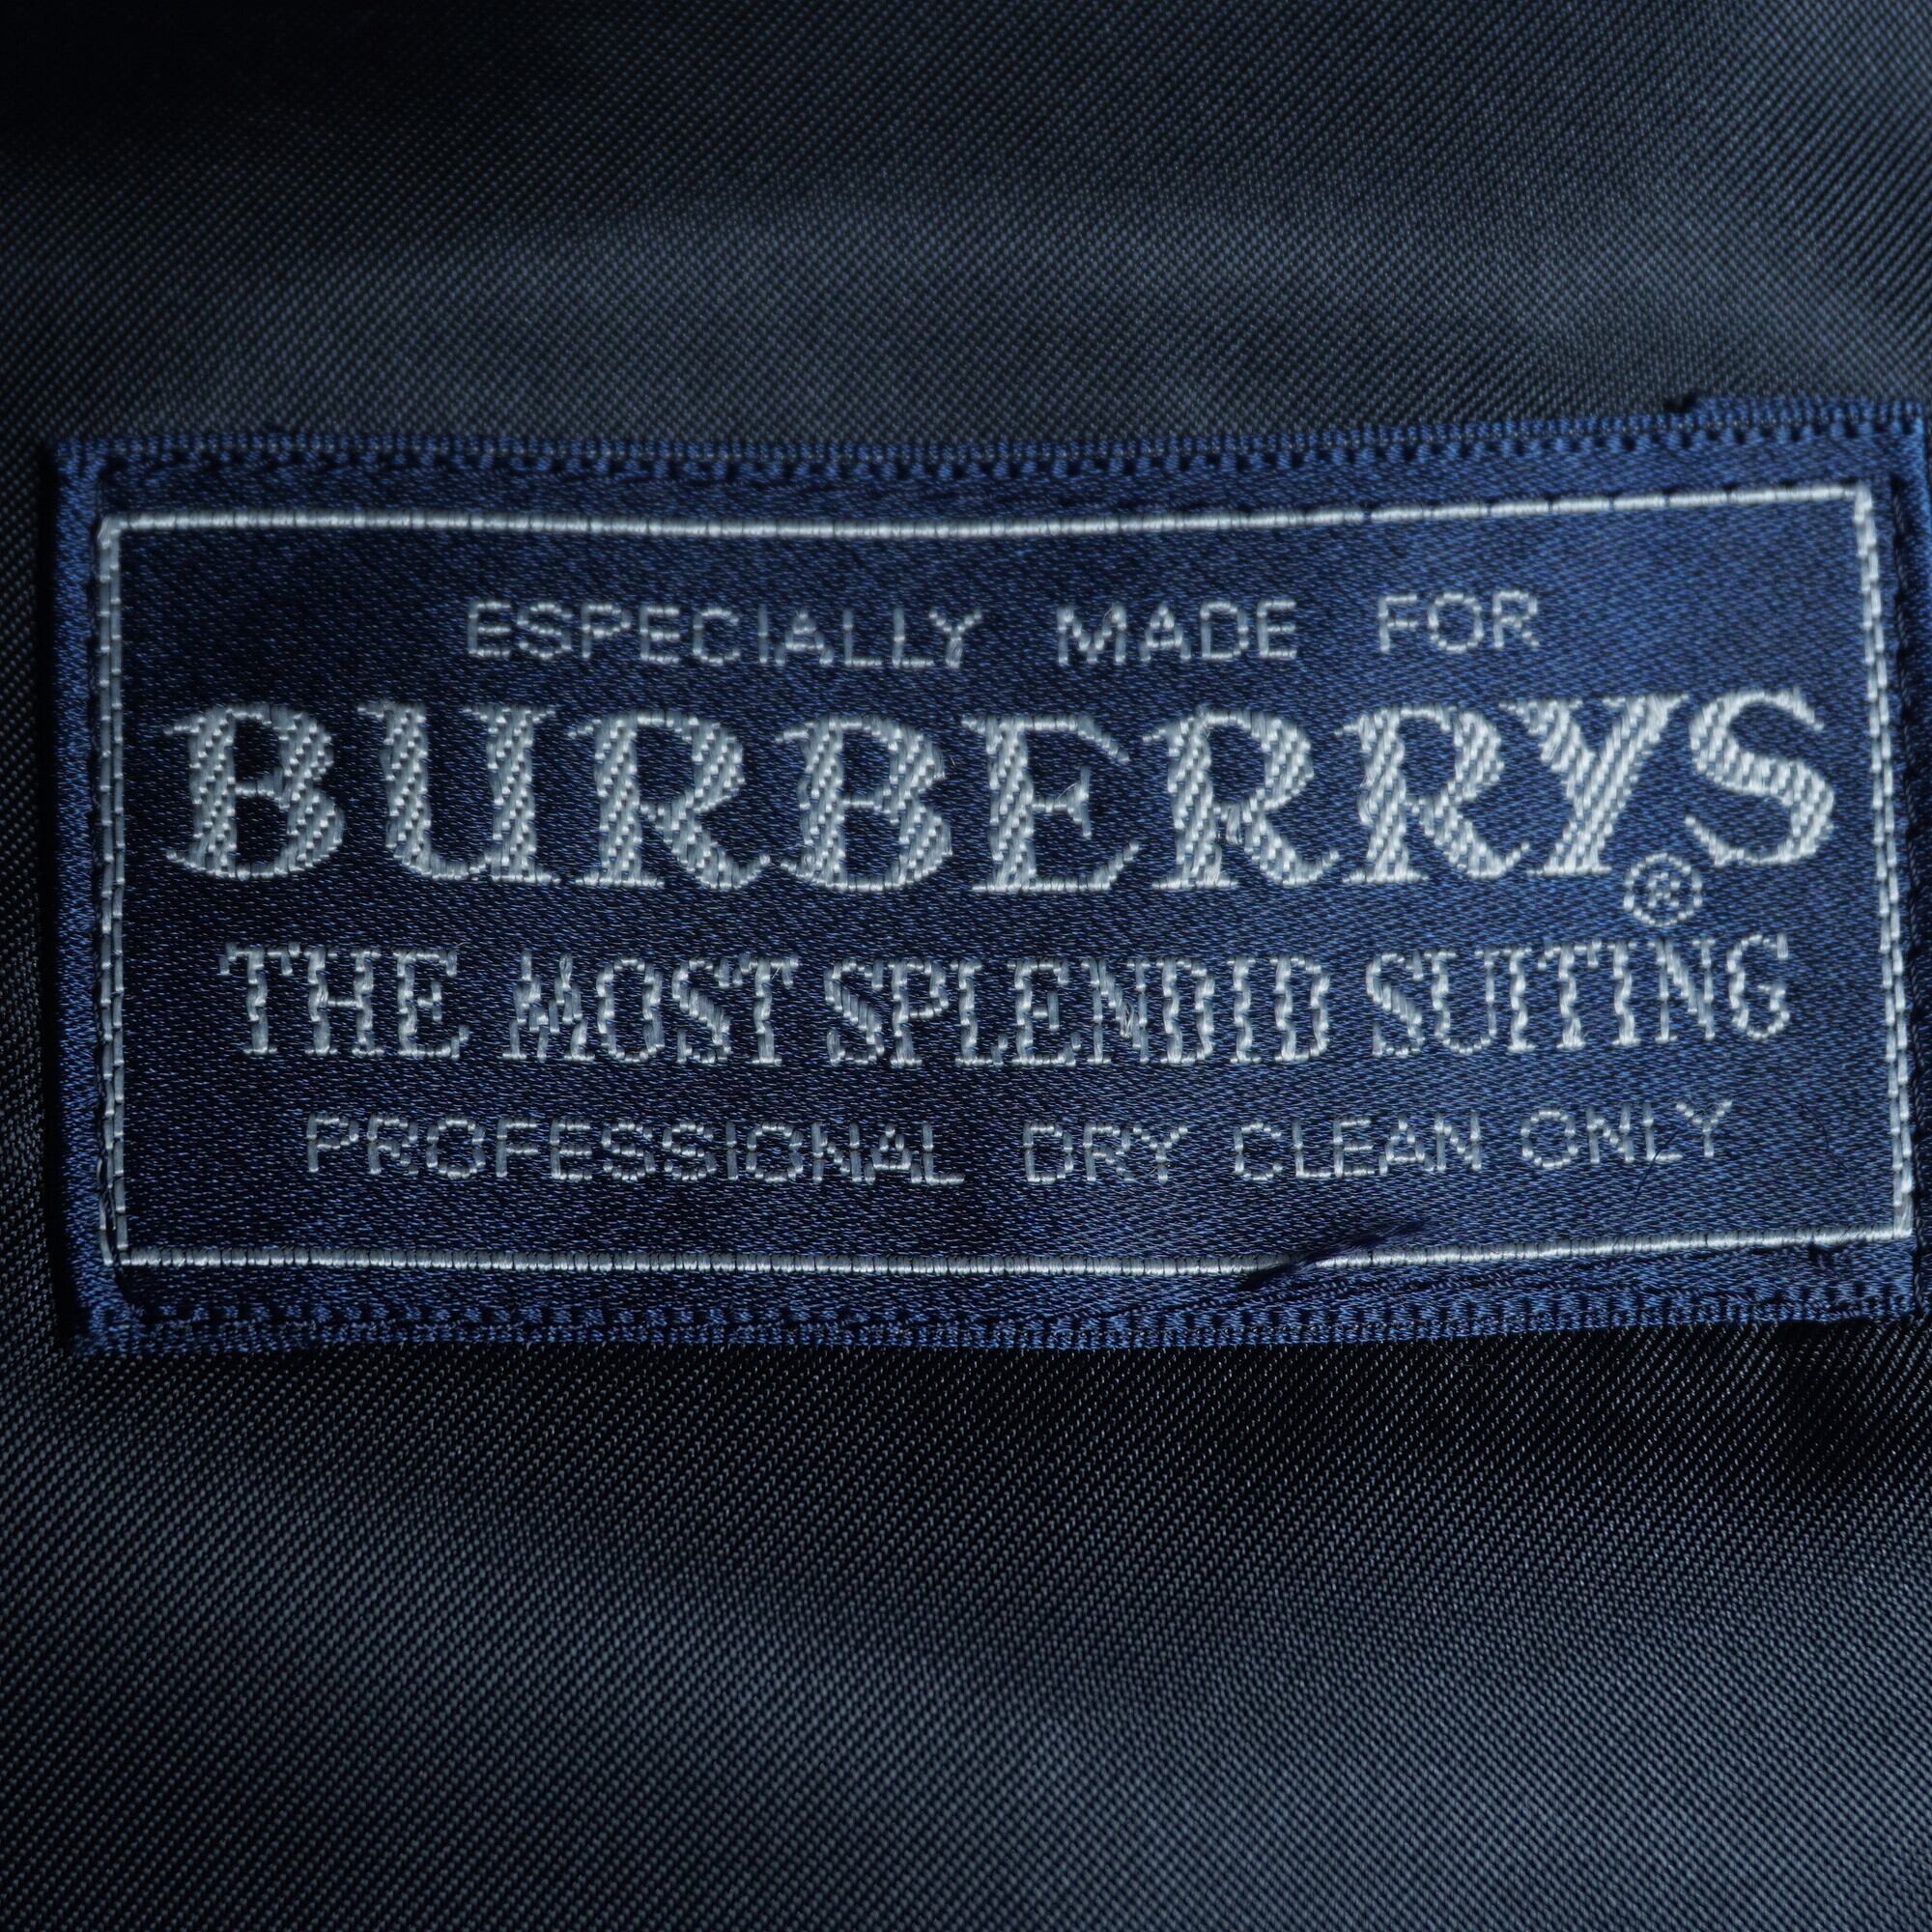 ESPECIALLY MADE FOR
BURBERRYS®
THE MOST SPLENDID SUITING
PROFESSIONAL DRY CLEAN ONLY